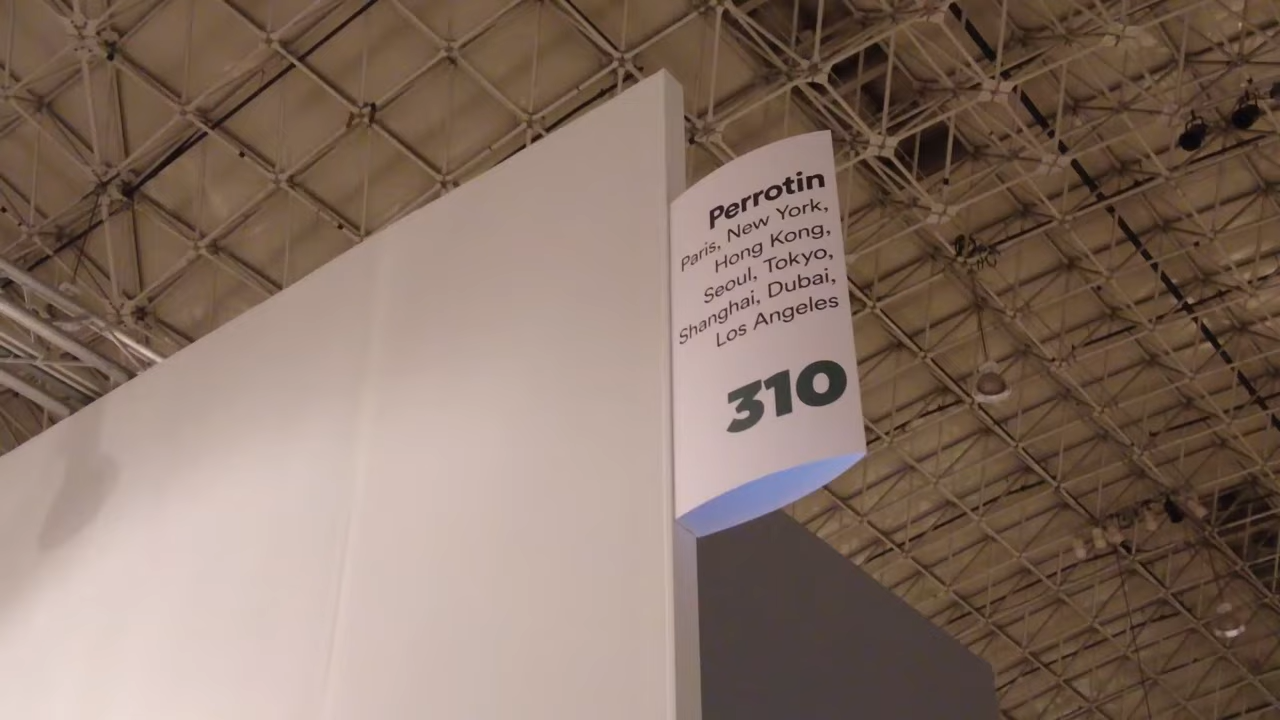 Perrotin
Paris, New York,
Hong Kong,
Seoul, Tokyo,
Shanghai, Dubai,
Los Angeles
310